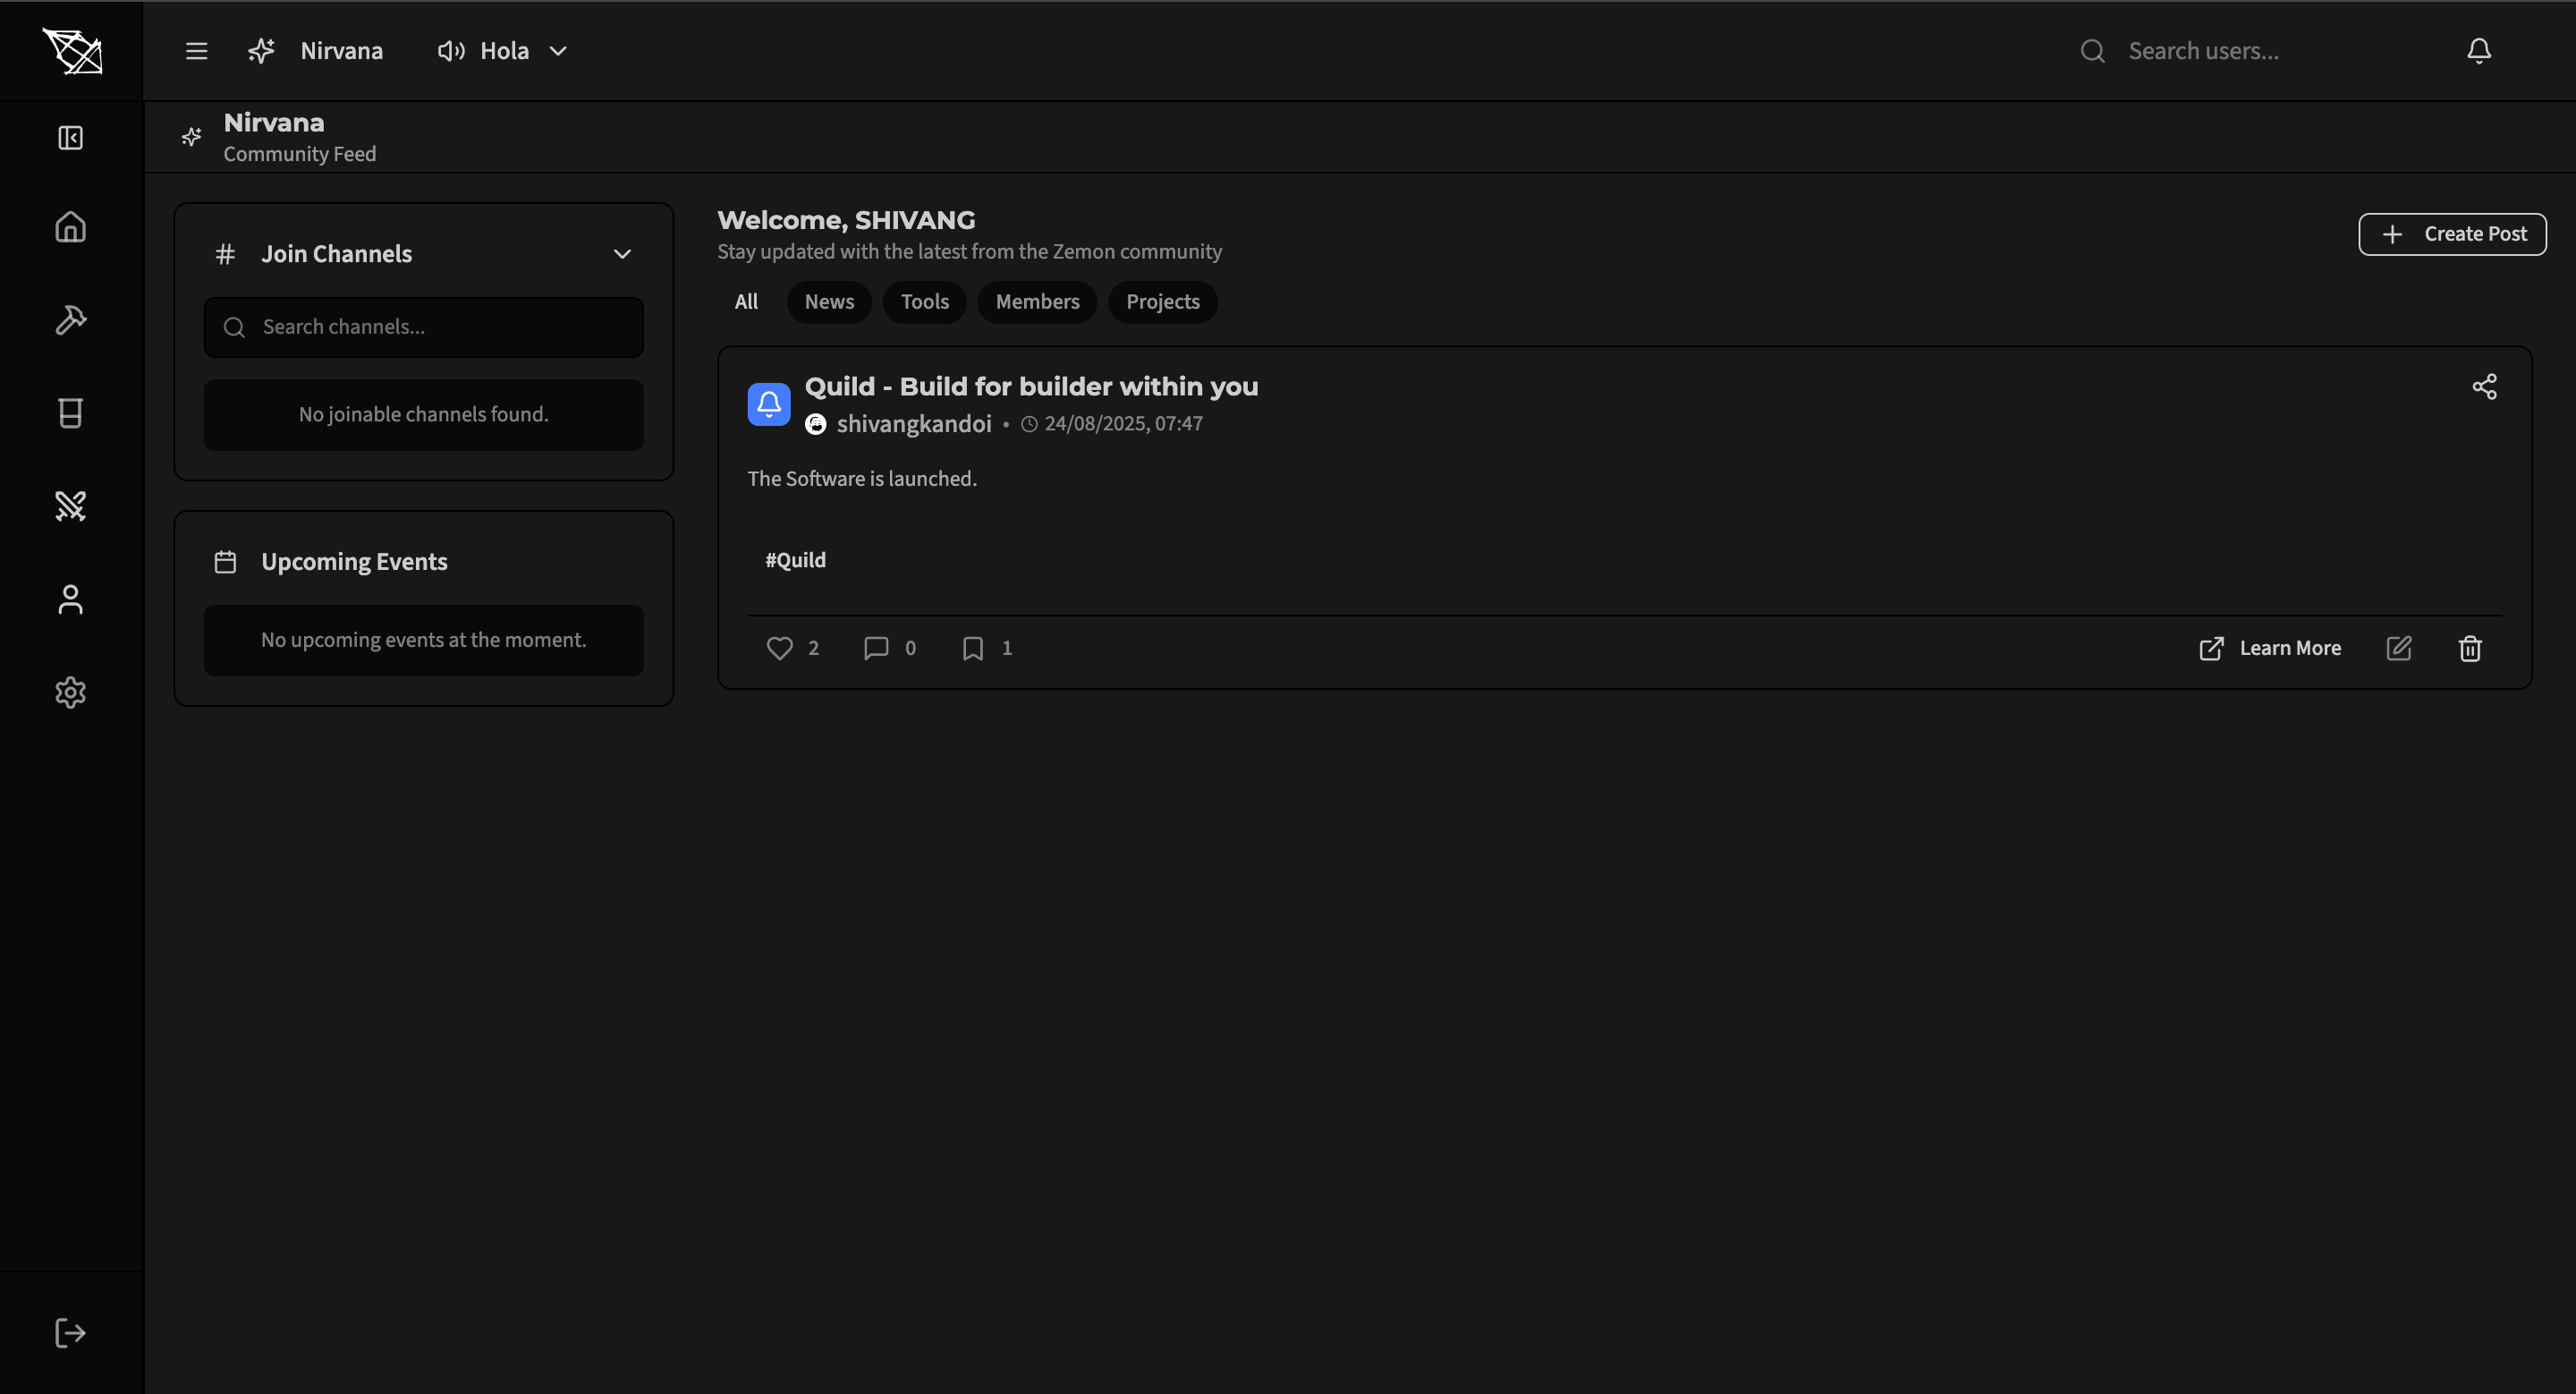 Nirvana
Hola
Search users...
Nirvana
Community Feed
# Join Channels
Search channels...
No joinable channels found.
Upcoming Events
No upcoming events at the moment.
Welcome, SHIVANG
Stay updated with the latest from the Zemon community
+ Create Post
All News Tools Members Projects
Quild - Build for builder within you
shivangkandoi • 24/08/2025, 07:47
The Software is launched.
#Quild
2 0 1
Learn More